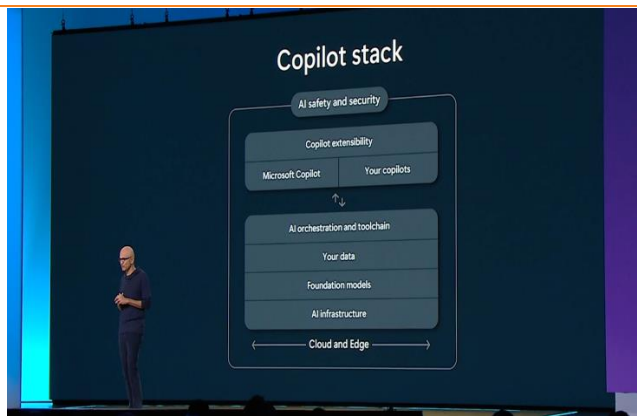 Copilot stack
AI safety and security
Copilot extensibility
Microsoft Copilot
Your copilots
AI orchestration and toolchain
Your data
Foundation models
AI infrastructure
Cloud and Edge